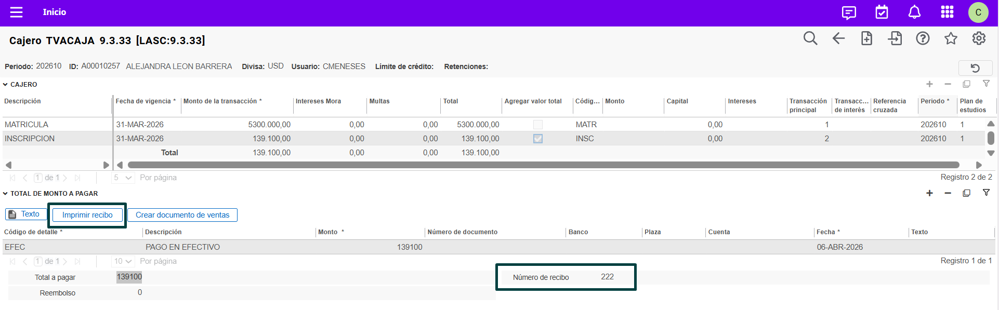 Inicio
C
Cajero TVACAJA 9.3.33 [LASC:9.3.33]
Periodo: 202610 ID: A00010257 ALEJANDRA LEON BARRERA Divisa: USD Usuario: CMENESES Límite de crédito: Retenciones:
CAJERO
Descripción Fecha de vigencia * Monto de la transacción * Intereses Mora Multas Total Agregar valor total Códig... Monto Capital Intereses Transacción principal Transacc... de interés Referencia cruzada Periodo * Plan de estudios
MATRICULA 31-MAR-2026 5300.000,00 0,00 0,00 5300.000,00 MATR 0,00 1 202610 1
INSCRIPCION 31-MAR-2026 139.100,00 0,00 0,00 139.100,00 INSC 0,00 2 202610 1
Total 139.100,00 0,00 0,00 139.100,00
1 de 1 5 Por página Registro 2 de 2
TOTAL DE MONTO A PAGAR
Texto Imprimir recibo Crear documento de ventas
Código de detalle * Descripción Monto * Número de documento Banco Plaza Cuenta Fecha * Texto
EFEC PAGO EN EFECTIVO 139100 06-ABR-2026
1 de 1 10 Por página Registro 1 de 1
Total a pagar 139100 Número de recibo 222
Reembolso 0